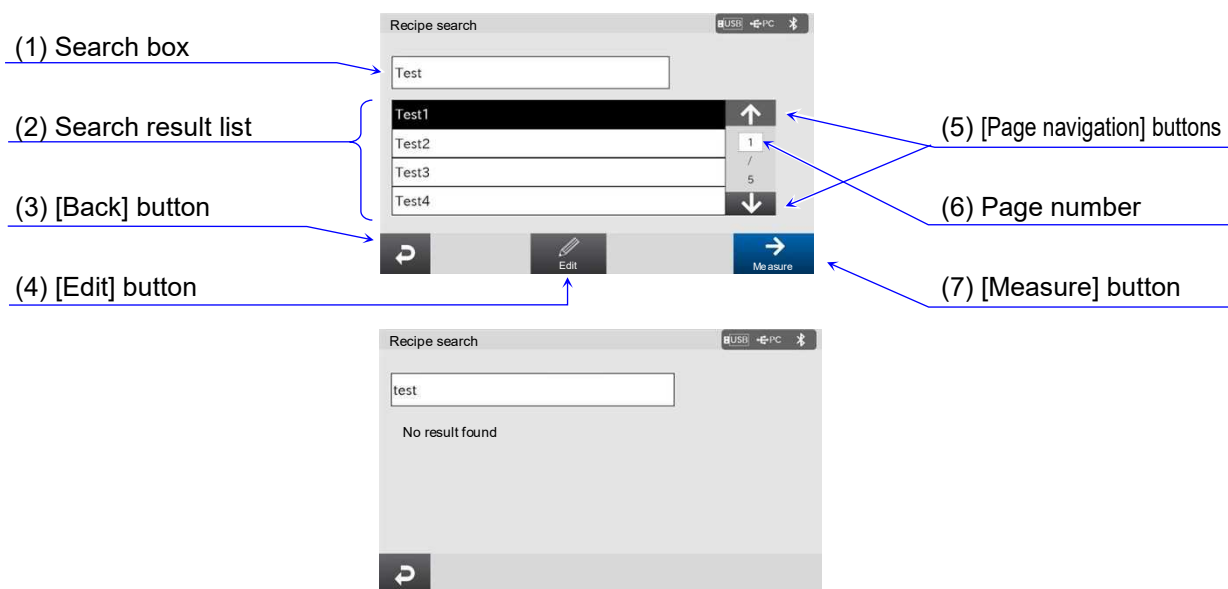 Recipe search
USB PC
(1) Search box
Test
(2) Search result list
Test1
Test2
Test3
Test4
1
/
5
(5) [Page navigation] buttons
(3) [Back] button
(6) Page number
Edit
Measure
(4) [Edit] button
(7) [Measure] button
Recipe search
USB PC
test
No result found